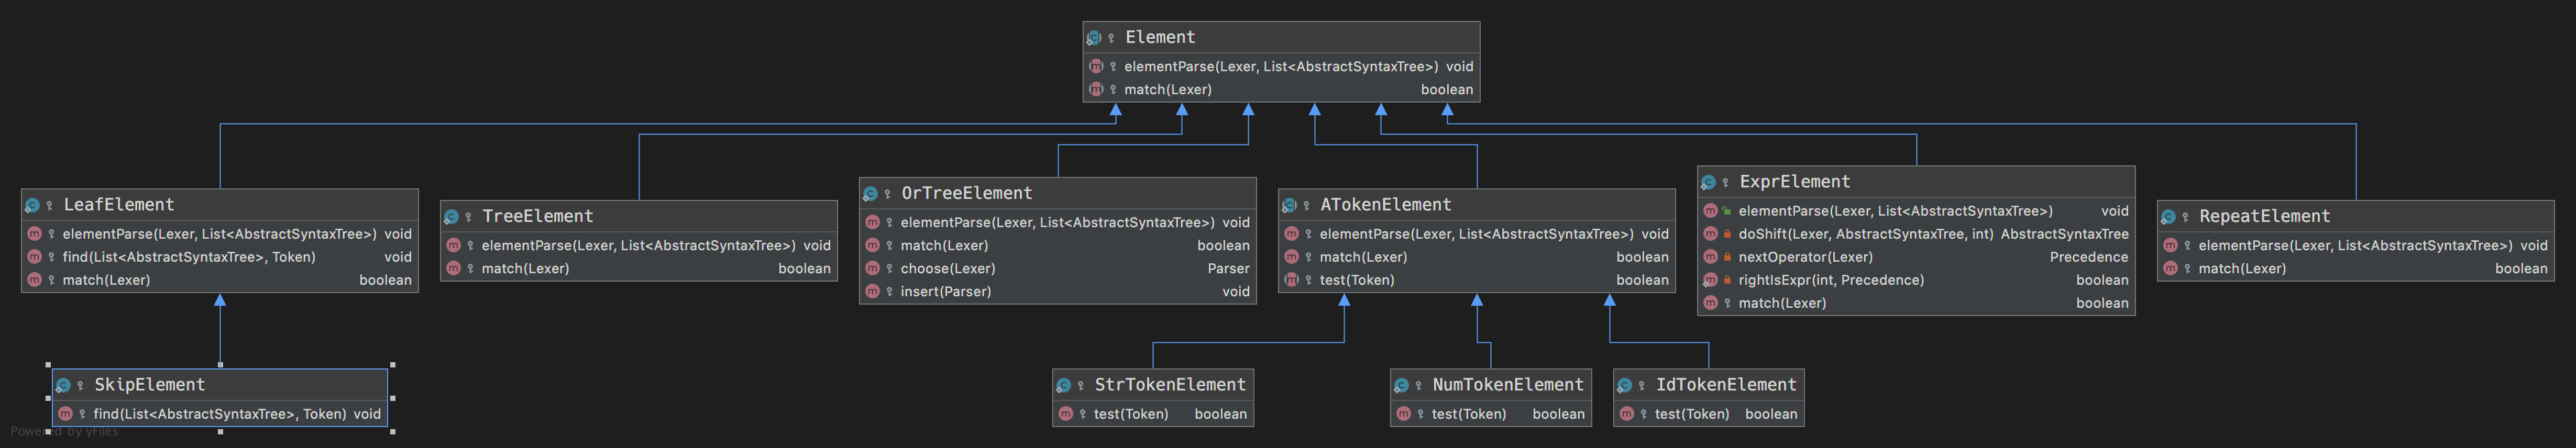 Element
elementParse(Lexer, List<AbstractSyntaxTree>) void
match(Lexer) boolean
LeafElement
elementParse(Lexer, List<AbstractSyntaxTree>) void
find(List<AbstractSyntaxTree>, Token) void
match(Lexer) boolean
TreeElement
elementParse(Lexer, List<AbstractSyntaxTree>) void
match(Lexer) boolean
OrTreeElement
elementParse(Lexer, List<AbstractSyntaxTree>) void
match(Lexer) boolean
choose(Lexer) Parser
insert(Parser) void
ATokenElement
elementParse(Lexer, List<AbstractSyntaxTree>) void
match(Lexer) boolean
test(Token) boolean
ExprElement
elementParse(Lexer, List<AbstractSyntaxTree>) void
doShift(Lexer, AbstractSyntaxTree, int) AbstractSyntaxTree
nextOperator(Lexer) Precedence
rightIsExpr(int, Precedence) boolean
match(Lexer) boolean
RepeatElement
elementParse(Lexer, List<AbstractSyntaxTree>) void
match(Lexer) boolean
SkipElement
find(List<AbstractSyntaxTree>, Token) void
StrTokenElement
test(Token) boolean
NumTokenElement
test(Token) boolean
IdTokenElement
test(Token) boolean
Powered by yFiles